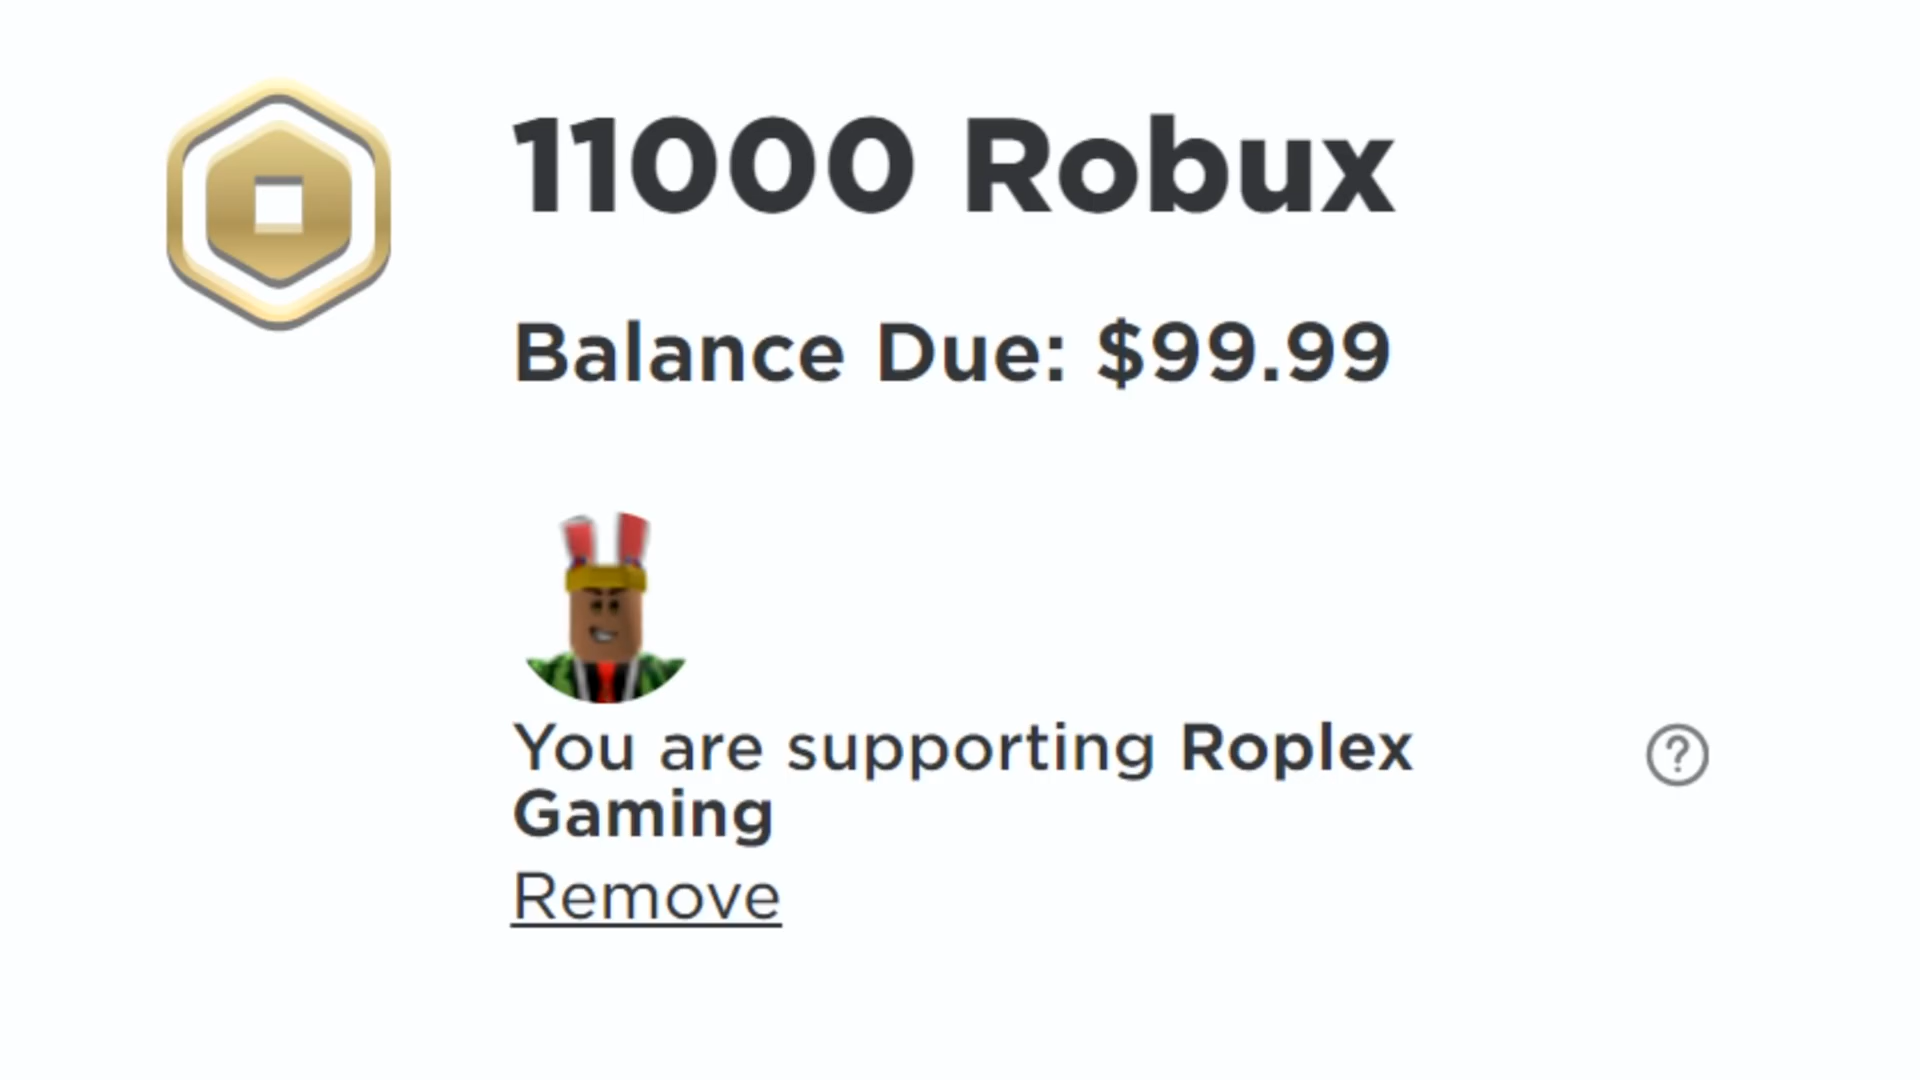 11000 Robux
Balance Due: $99.99
You are supporting Roplex
Gaming
Remove